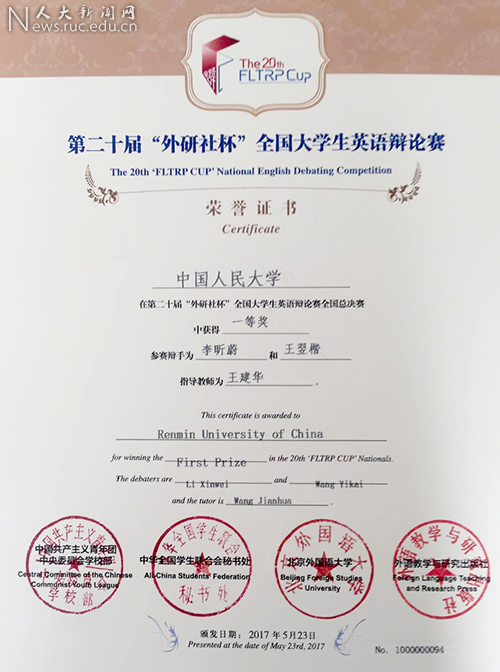 人大新闻网
News.ruc.edu.cn
The 20th
FLTRP CUP
第二十届“外研社杯”全国大学生英语辩论赛
The 20th ‘FLTRP CUP’ National English Debating Competition
荣誉证书
Certificate
中国人民大学
在第二十届“外研社杯”全国大学生英语辩论赛全国总决赛
中获得 一等奖
参赛辩手为 李昕蔚 和 王翌楷
指导教师为 王建华 。
This certificate is awarded to
Renmin University of China
for winning the First Prize in the 20th ‘FLTRP CUP’ Nationals.
The debaters are Li Xinwei and Wang Yikai
and the tutor is Wang Jianhua .
中国共产主义青年团
中央委员会学校部
Central Committee of the Chinese
Communist Youth League
学校部
中华全国学生联合会秘书处
All-China Students' Federation
秘书处
北京外国语大学
Beijing Foreign Studies
University
外语教学与研究出版社
Foreign Language Teaching
and Research Press
颁发日期：2017 年 5月23日
Presented at the date of May 23rd, 2017
No. 1000000094